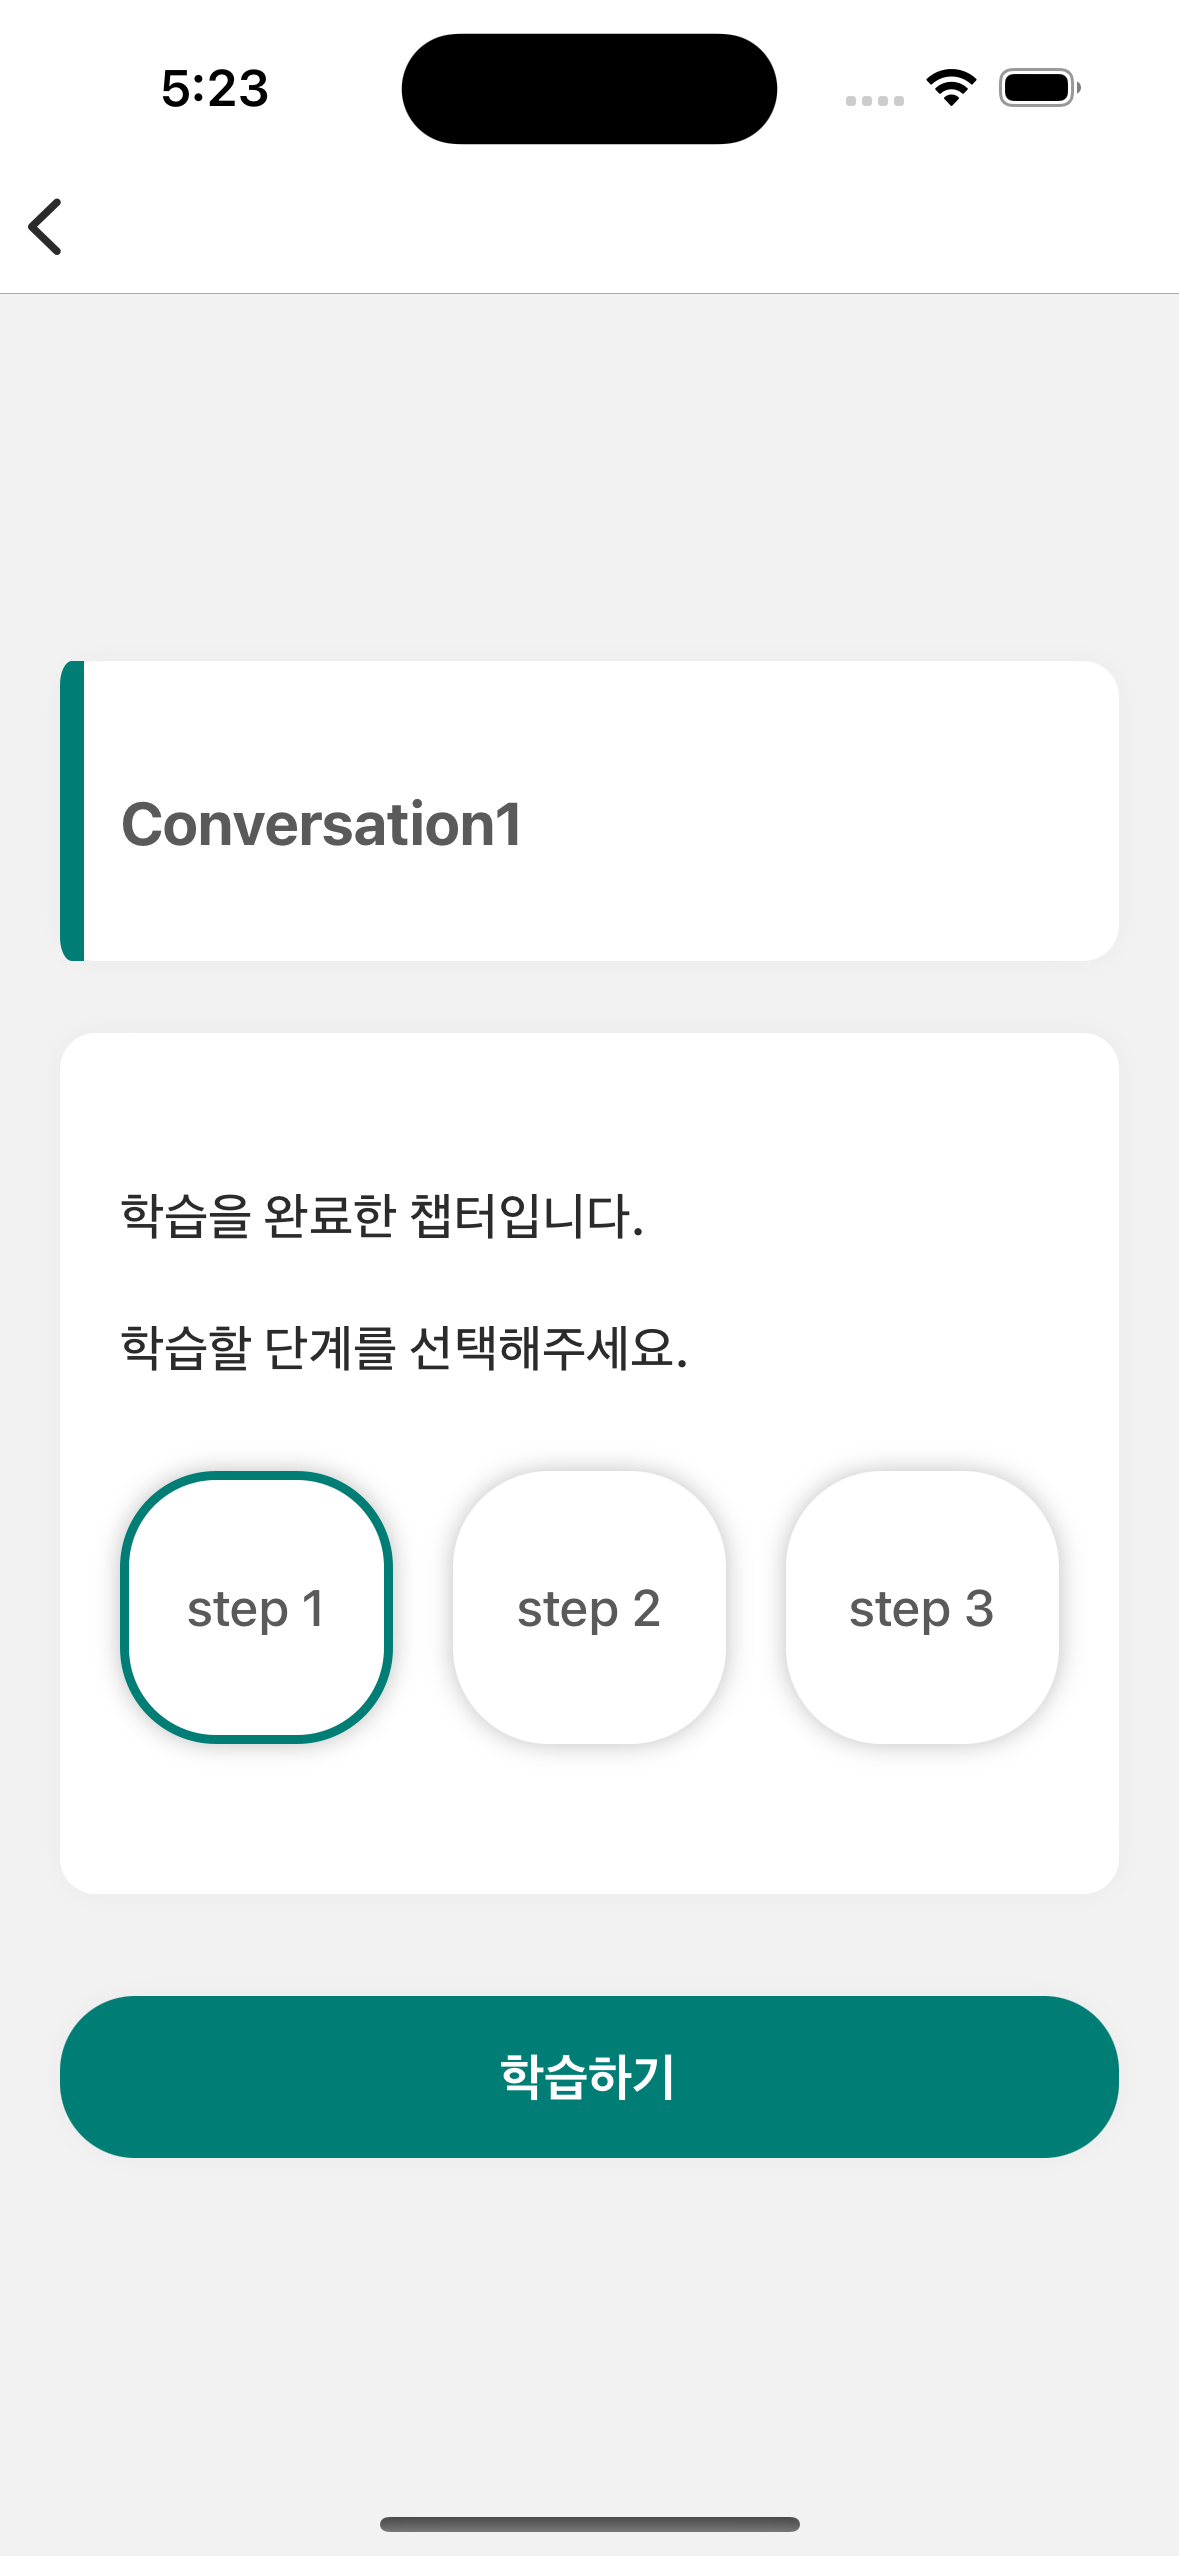 5:23
Conversation1
학습을 완료한 챕터입니다.
학습할 단계를 선택해주세요.
step 1 step 2 step 3
학습하기